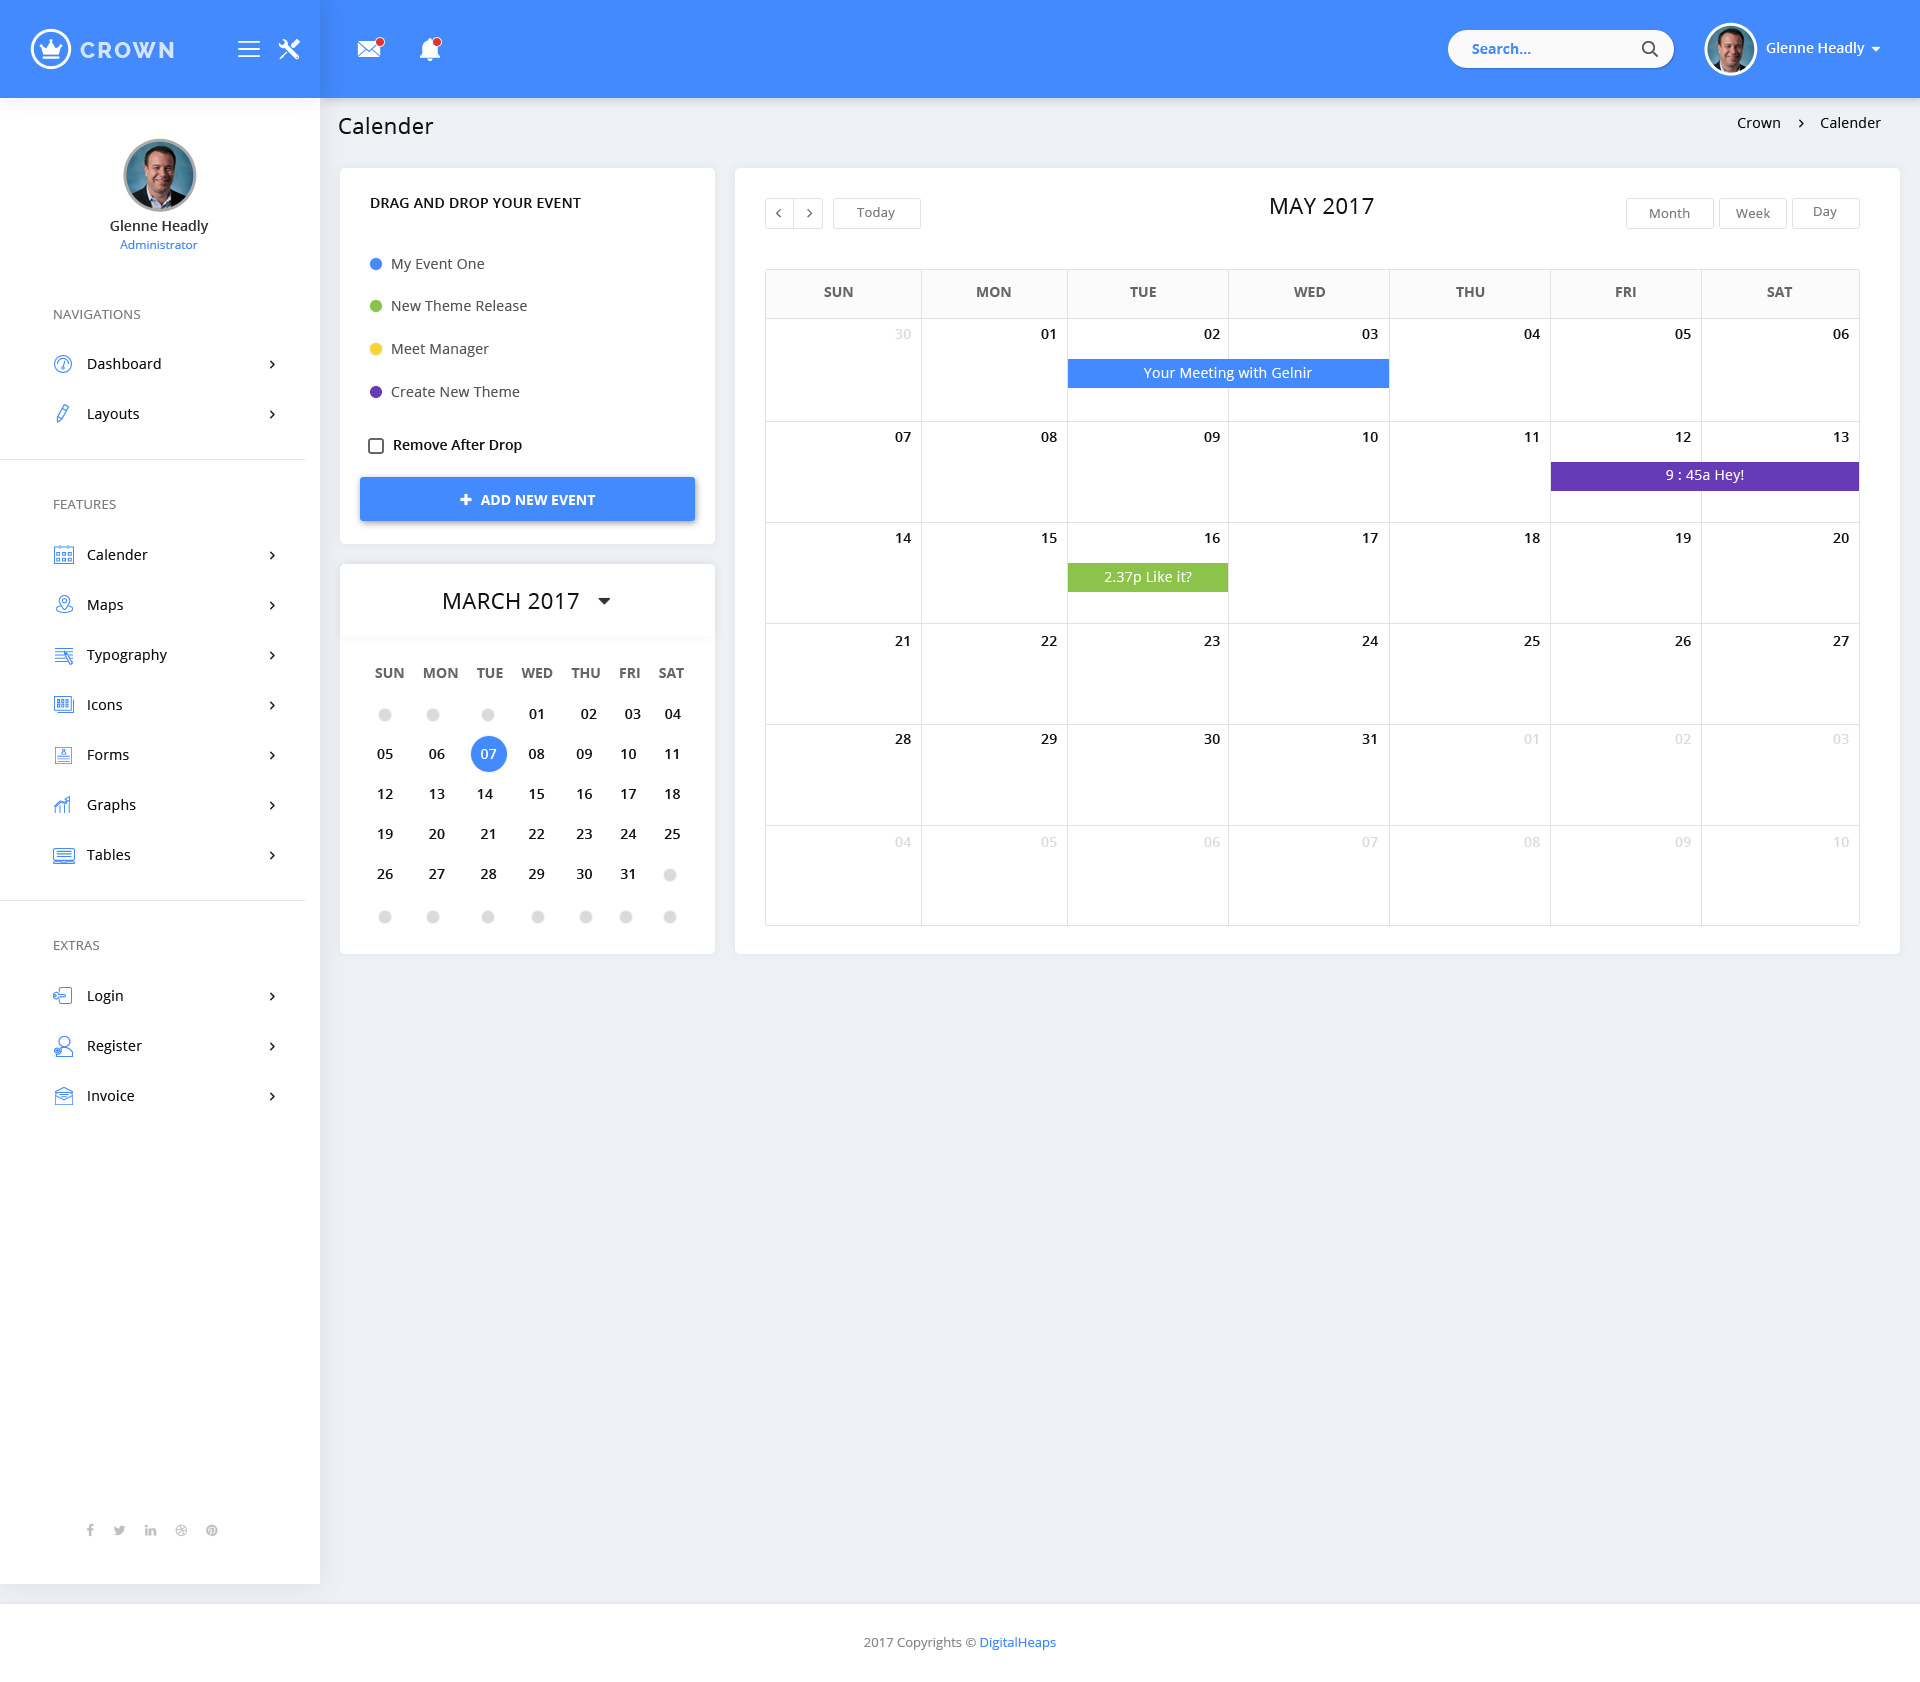 CROWN
Search...
Glenne Headly
Glenne Headly
Administrator
NAVIGATIONS
Dashboard
Layouts
FEATURES
Calender
Maps
Typography
Icons
Forms
Graphs
Tables
EXTRAS
Login
Register
Invoice
Calender
Crown > Calender
DRAG AND DROP YOUR EVENT
My Event One
New Theme Release
Meet Manager
Create New Theme
Remove After Drop
ADD NEW EVENT
MARCH 2017
SUN MON TUE WED THU FRI SAT
01 02 03 04
05 06 07 08 09 10 11
12 13 14 15 16 17 18
19 20 21 22 23 24 25
26 27 28 29 30 31
Today
MAY 2017
Month Week Day
SUN MON TUE WED THU FRI SAT
30 01 02 03 04 05 06
Your Meeting with Gelnir
07 08 09 10 11 12 13
9 : 45a Hey!
14 15 16 17 18 19 20
2.37p Like it?
21 22 23 24 25 26 27
28 29 30 31 01 02 03
04 05 06 07 08 09 10
2017 Copyrights © DigitalHeaps